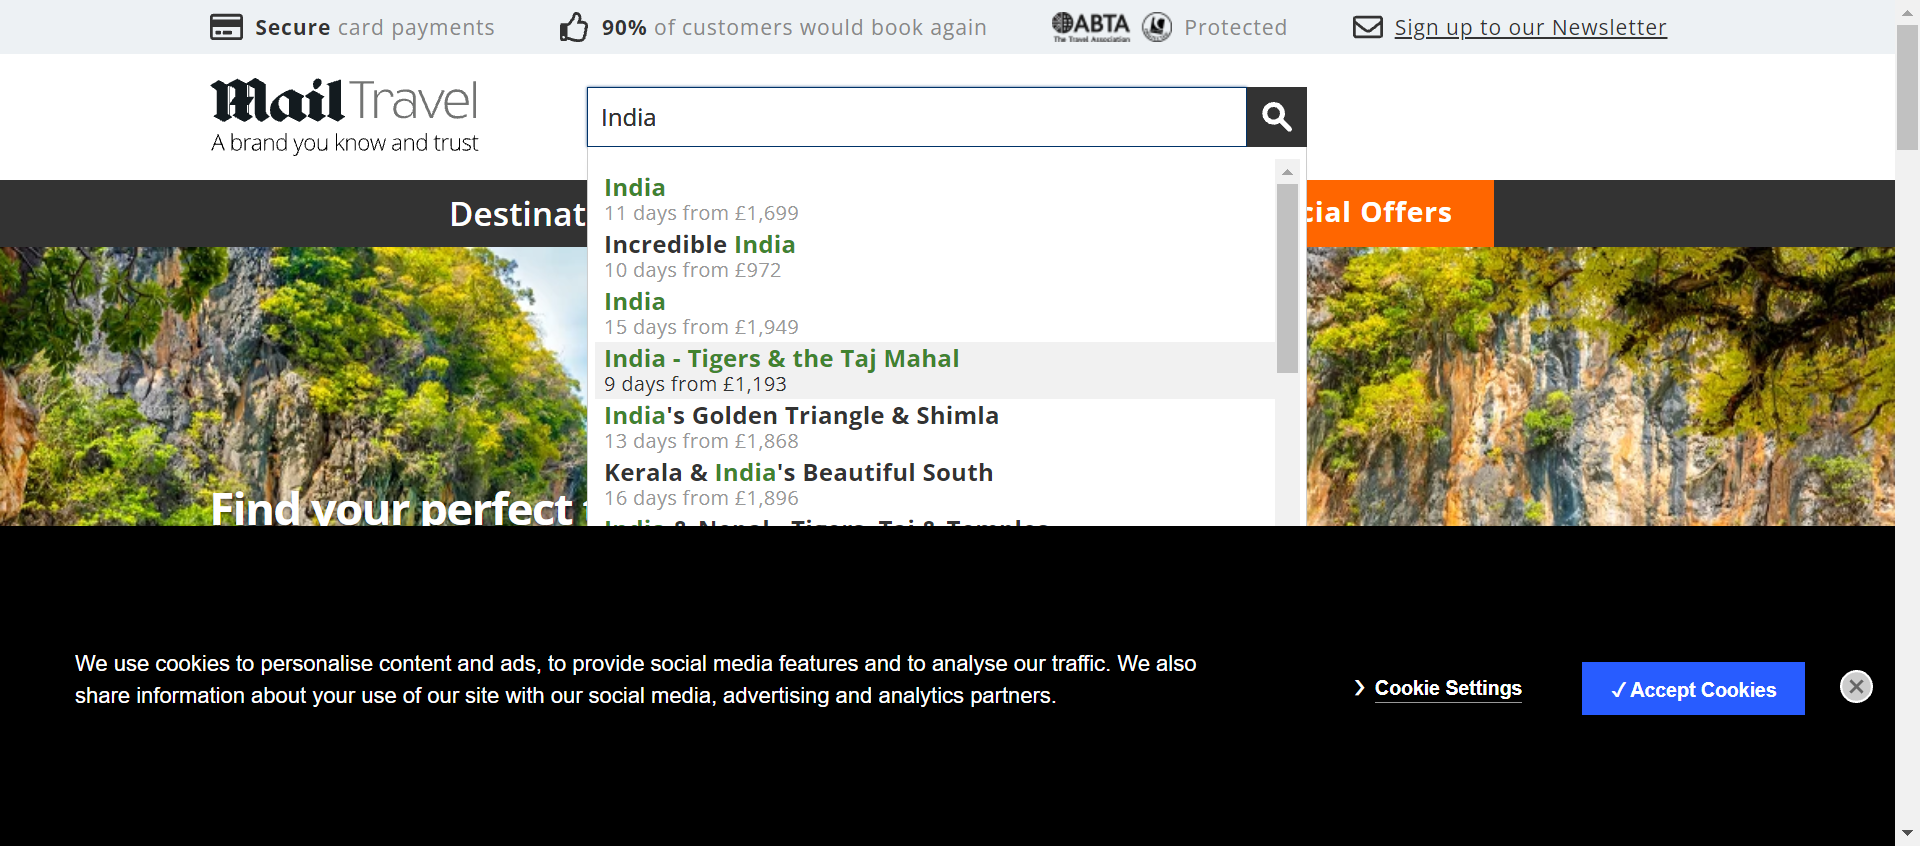 Secure card payments
90% of customers would book again
ABTA
The Travel Association
Protected
Sign up to our Newsletter
Mail Travel
A brand you know and trust
India
Destinat
cial Offers
India
11 days from £1,699
Incredible India
10 days from £972
India
15 days from £1,949
India - Tigers & the Taj Mahal
9 days from £1,193
India's Golden Triangle & Shimla
13 days from £1,868
Kerala & India's Beautiful South
16 days from £1,896
India & Nepal - Tigers, Taj & Temples
Find your perfect
We use cookies to personalise content and ads, to provide social media features and to analyse our traffic. We also
share information about your use of our site with our social media, advertising and analytics partners.
Cookie Settings
✓ Accept Cookies